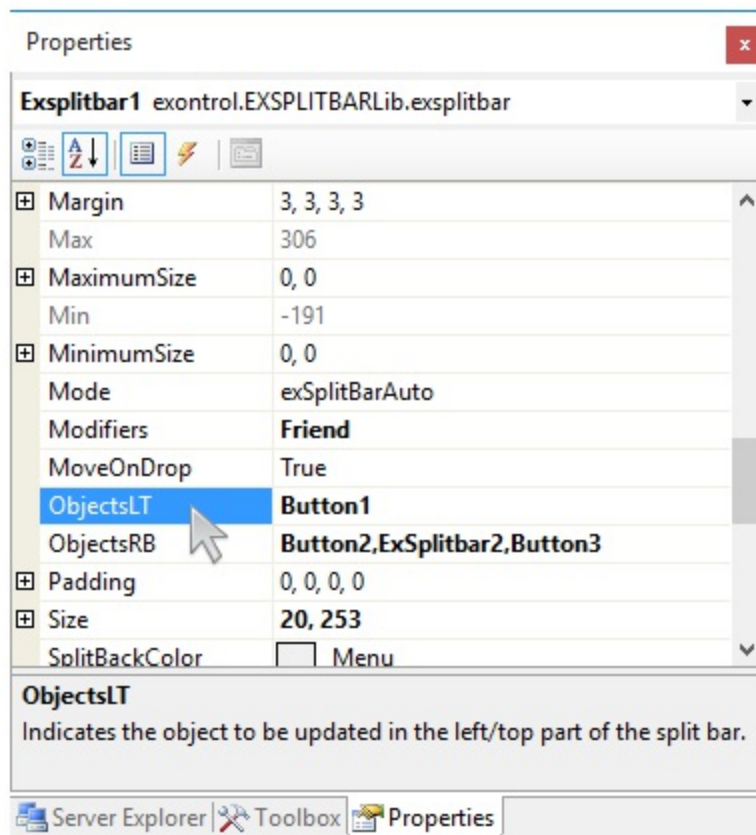 Properties
x
Exsplitbar1 exontrol.EXSPLITBARLib.exsplitbar
A
Z
Margin 3, 3, 3, 3
Max 306
MaximumSize 0, 0
Min -191
MinimumSize 0, 0
Mode exSplitBarAuto
Modifiers Friend
MoveOnDrop True
ObjectsLT Button1
ObjectsRB Button2,ExSplitbar2,Button3
Padding 0, 0, 0, 0
Size 20, 253
SplitBackColor Menu
ObjectsLT
Indicates the object to be updated in the left/top part of the split bar.
Server Explorer Toolbox Properties